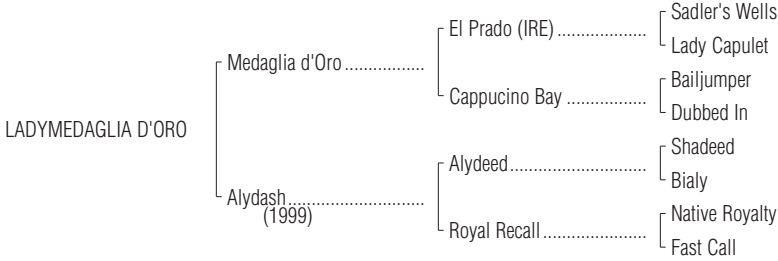 Sadler's Wells
El Prado (IRE) ....................
Lady Capulet
Medaglia d'Oro ..................
Bailjumper
Cappucino Bay ..................
Dubbed In
LADYMEDAGLIA D'ORO
Shadeed
Alydeed...............................
Bialy
Alydash...............................
(1999)
Native Royalty
Royal Recall.......................
Fast Call